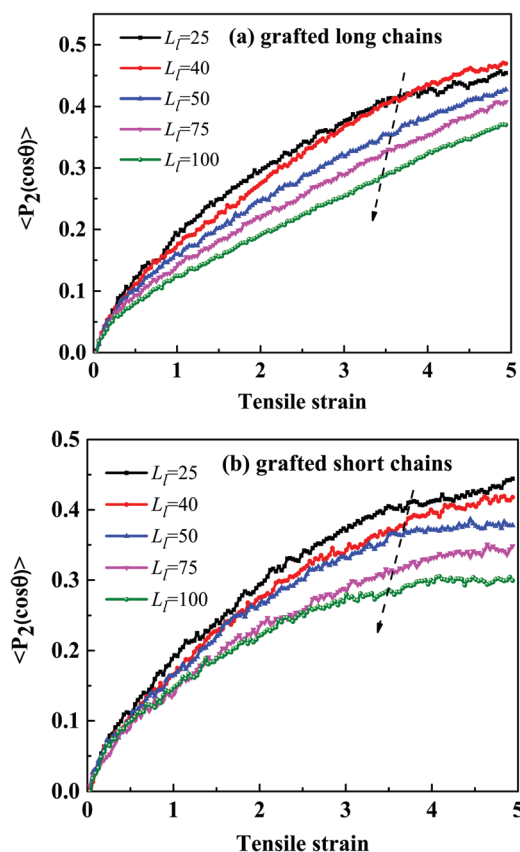 (a) grafted long chains
L_l=25
L_l=40
L_l=50
L_l=75
L_l=100
<P₂(cosθ)>
0.5
0.4
0.3
0.2
0.1
0.0
0 1 2 3 4 5
Tensile strain
(b) grafted short chains
L_l=25
L_l=40
L_l=50
L_l=75
L_l=100
<P₂(cosθ)>
0.5
0.4
0.3
0.2
0.1
0.0
0 1 2 3 4 5
Tensile strain